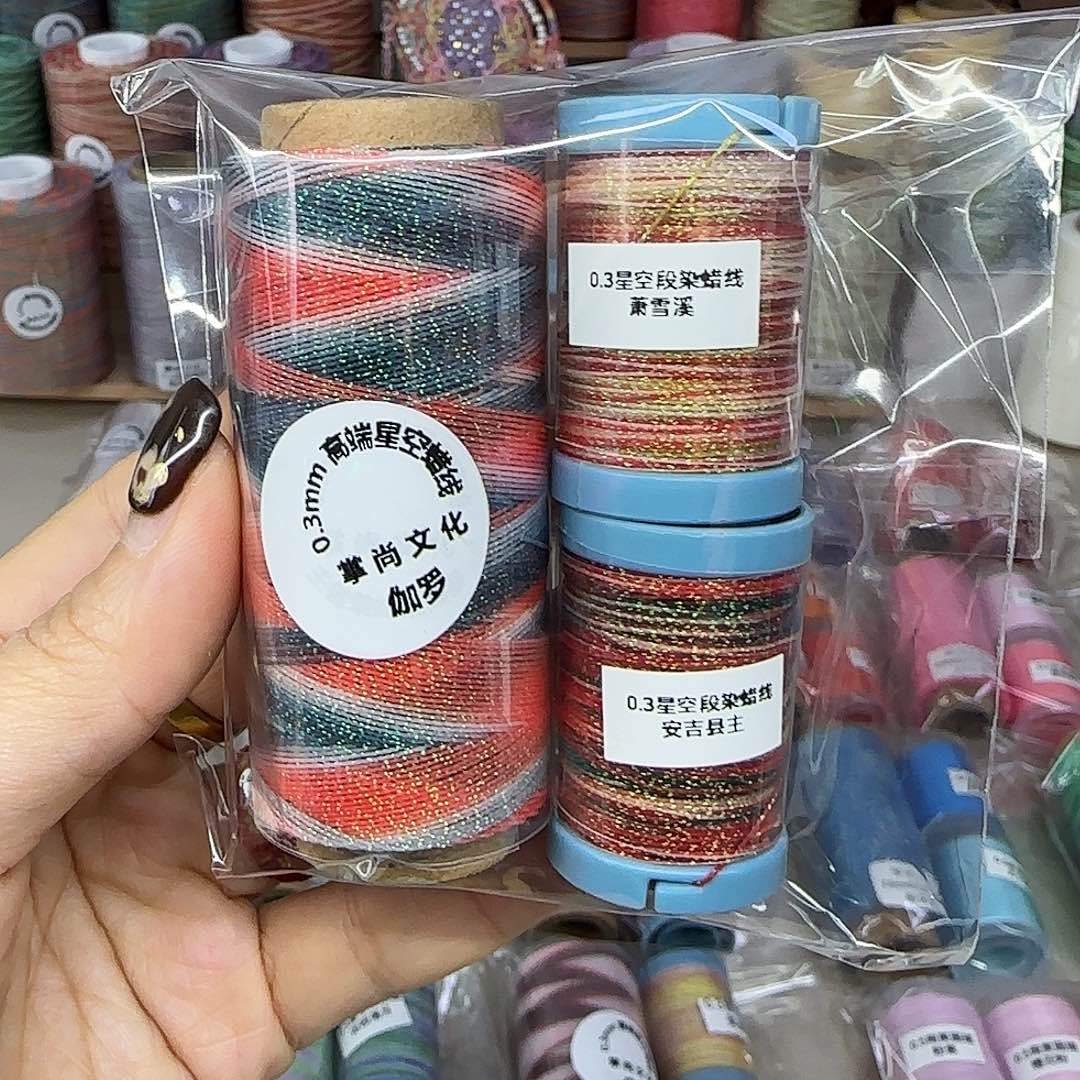 0.3mm 高端星空蜡线
掌尚文化
伽罗
0.3星空段染蜡线
萧雪溪
0.3星空段染蜡线
安吉县主